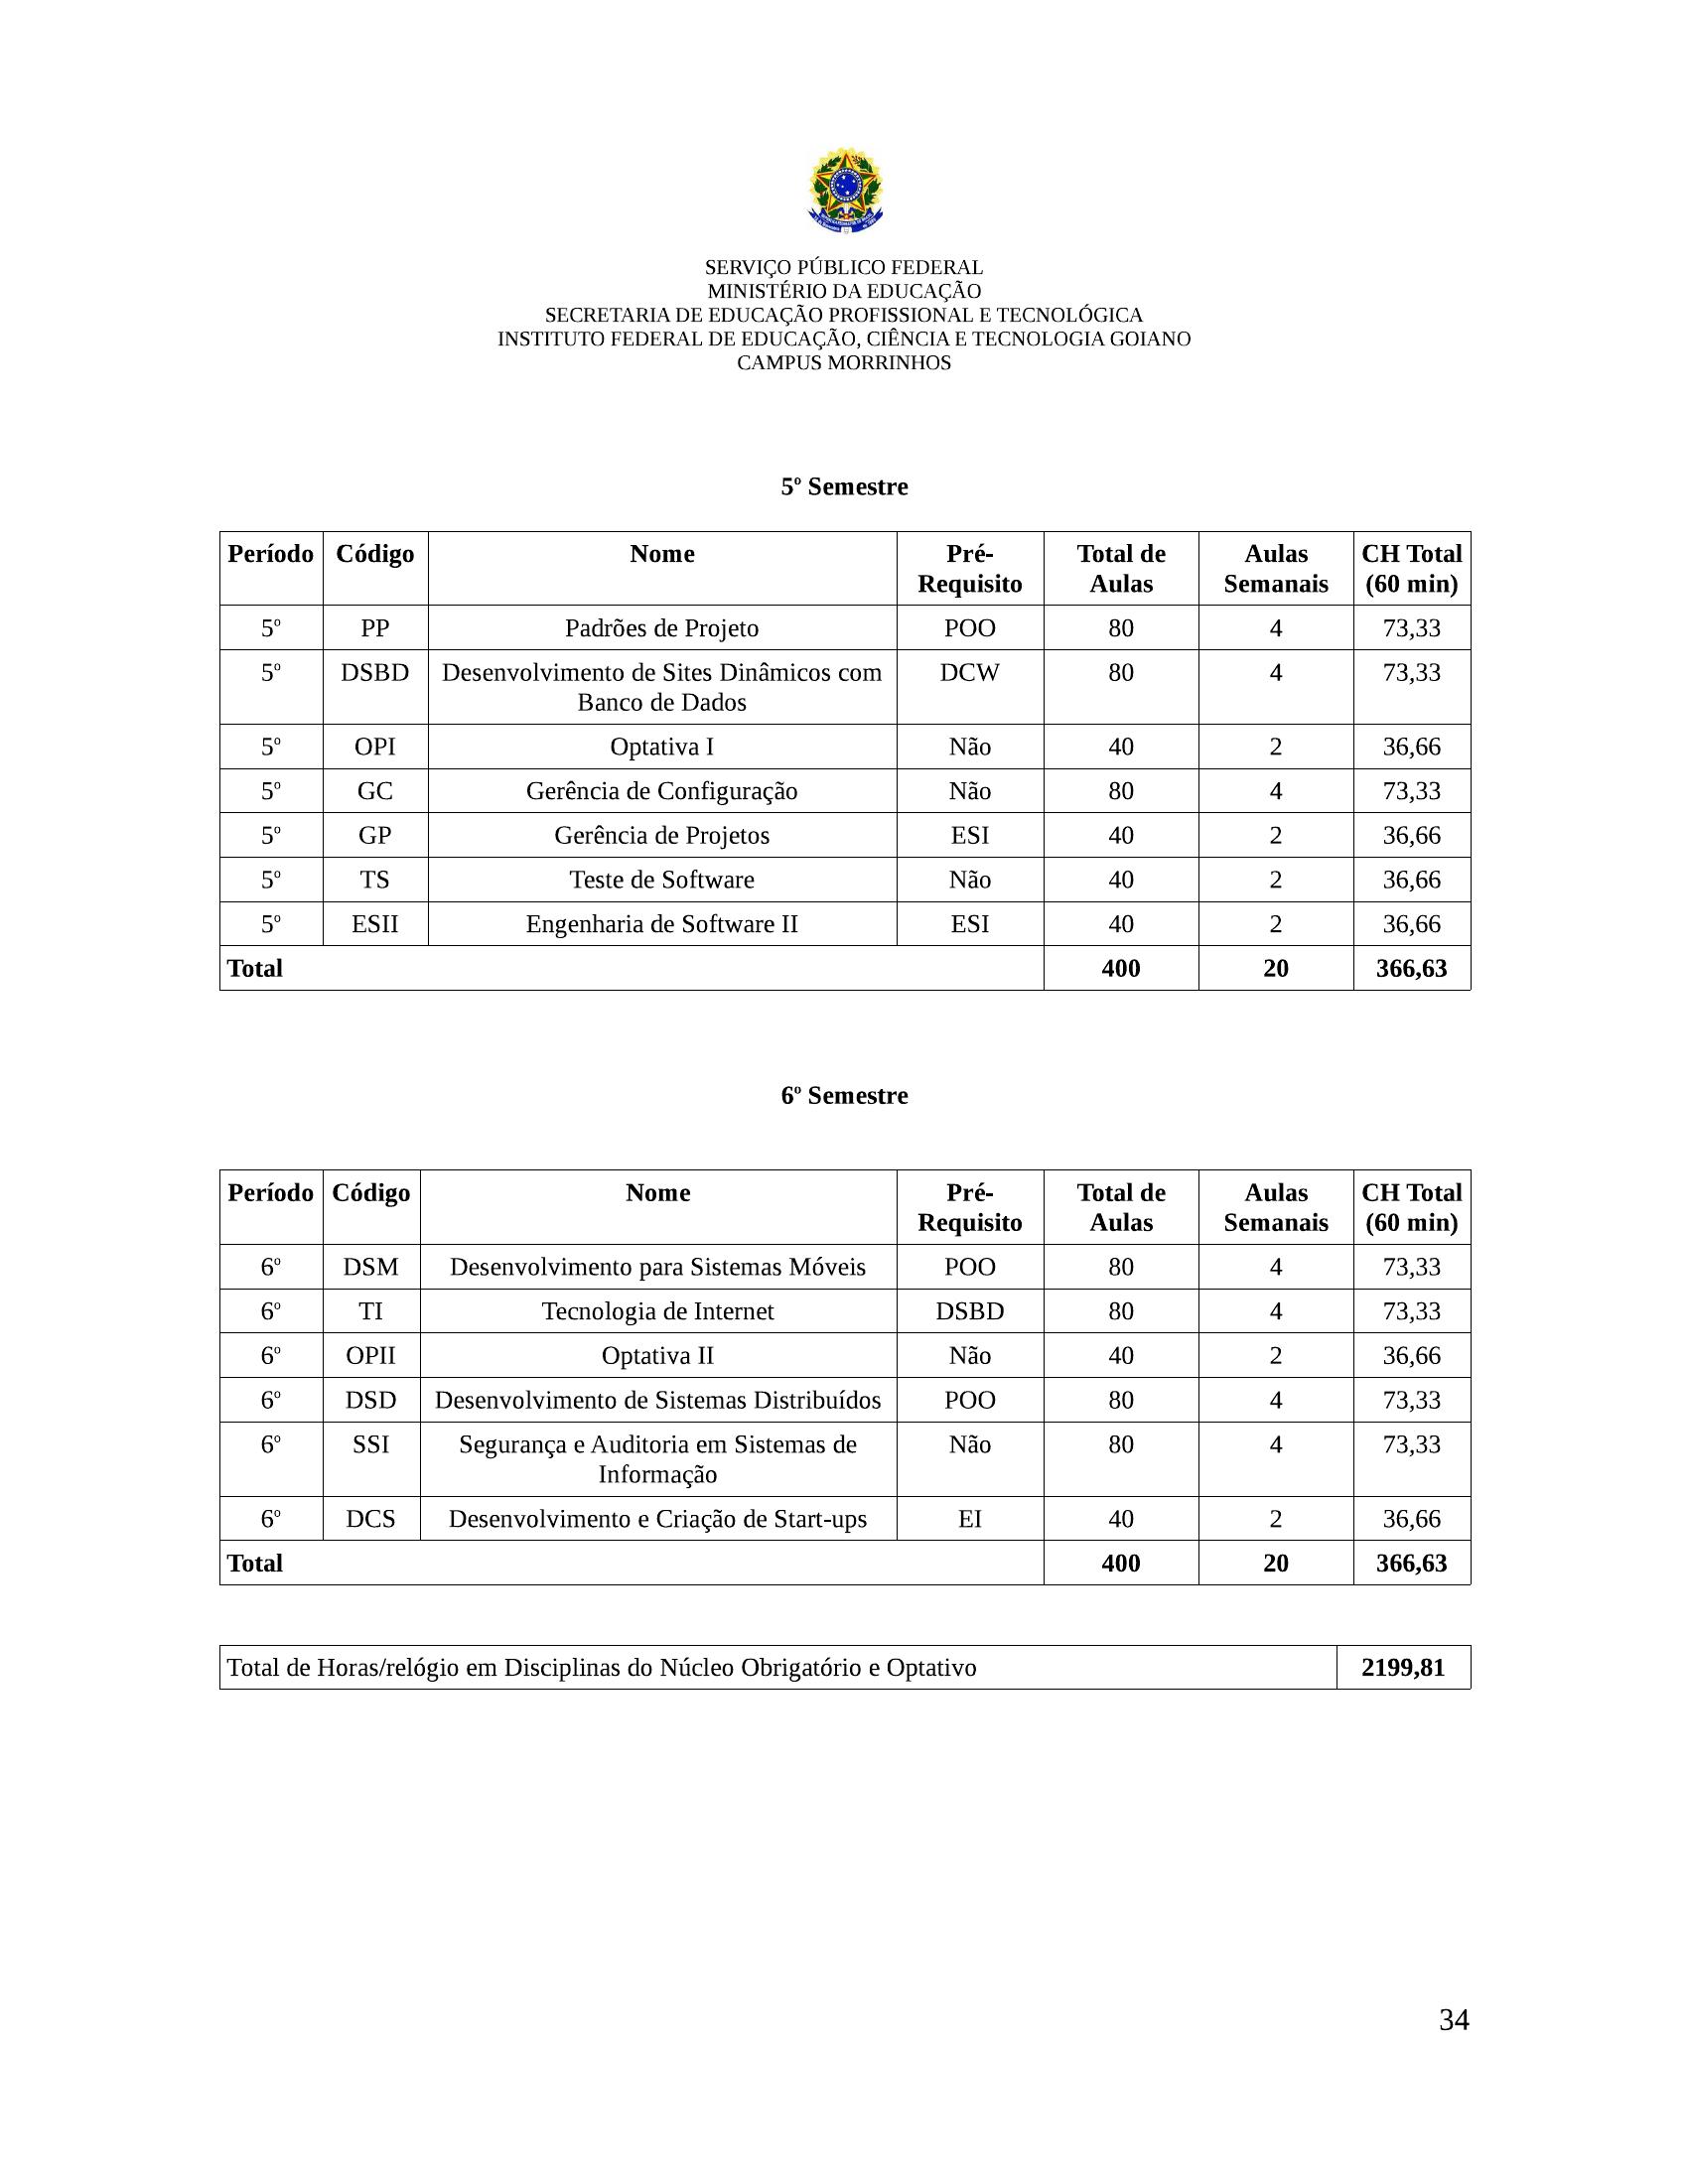 SERVIÇO PÚBLICO FEDERAL
MINISTÉRIO DA EDUCAÇÃO
SECRETARIA DE EDUCAÇÃO PROFISSIONAL E TECNOLÓGICA
INSTITUTO FEDERAL DE EDUCAÇÃO, CIÊNCIA E TECNOLOGIA GOIANO
CAMPUS MORRINHOS
5º Semestre
Período Código Nome Pré-Requisito Total de Aulas Aulas Semanais CH Total (60 min)
5º PP Padrões de Projeto POO 80 4 73,33
5º DSBD Desenvolvimento de Sites Dinâmicos com Banco de Dados DCW 80 4 73,33
5º OPI Optativa I Não 40 2 36,66
5º GC Gerência de Configuração Não 80 4 73,33
5º GP Gerência de Projetos ESI 40 2 36,66
5º TS Teste de Software Não 40 2 36,66
5º ESII Engenharia de Software II ESI 40 2 36,66
Total 400 20 366,63
6º Semestre
Período Código Nome Pré-Requisito Total de Aulas Aulas Semanais CH Total (60 min)
6º DSM Desenvolvimento para Sistemas Móveis POO 80 4 73,33
6º TI Tecnologia de Internet DSBD 80 4 73,33
6º OPII Optativa II Não 40 2 36,66
6º DSD Desenvolvimento de Sistemas Distribuídos POO 80 4 73,33
6º SSI Segurança e Auditoria em Sistemas de Informação Não 80 4 73,33
6º DCS Desenvolvimento e Criação de Start-ups EI 40 2 36,66
Total 400 20 366,63
Total de Horas/relógio em Disciplinas do Núcleo Obrigatório e Optativo 2199,81
34